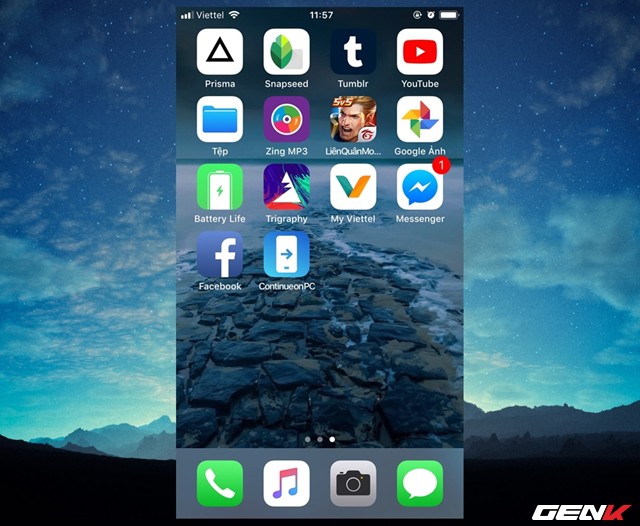 Viettel 11:57
Prisma Snapseed Tumblr YouTube
5v5
Tệp Zing MP3 LiênQuânMo... Google Ảnh
1
Battery Life Trigraphy My Viettel Messenger
Facebook ContinueonPC
GENK